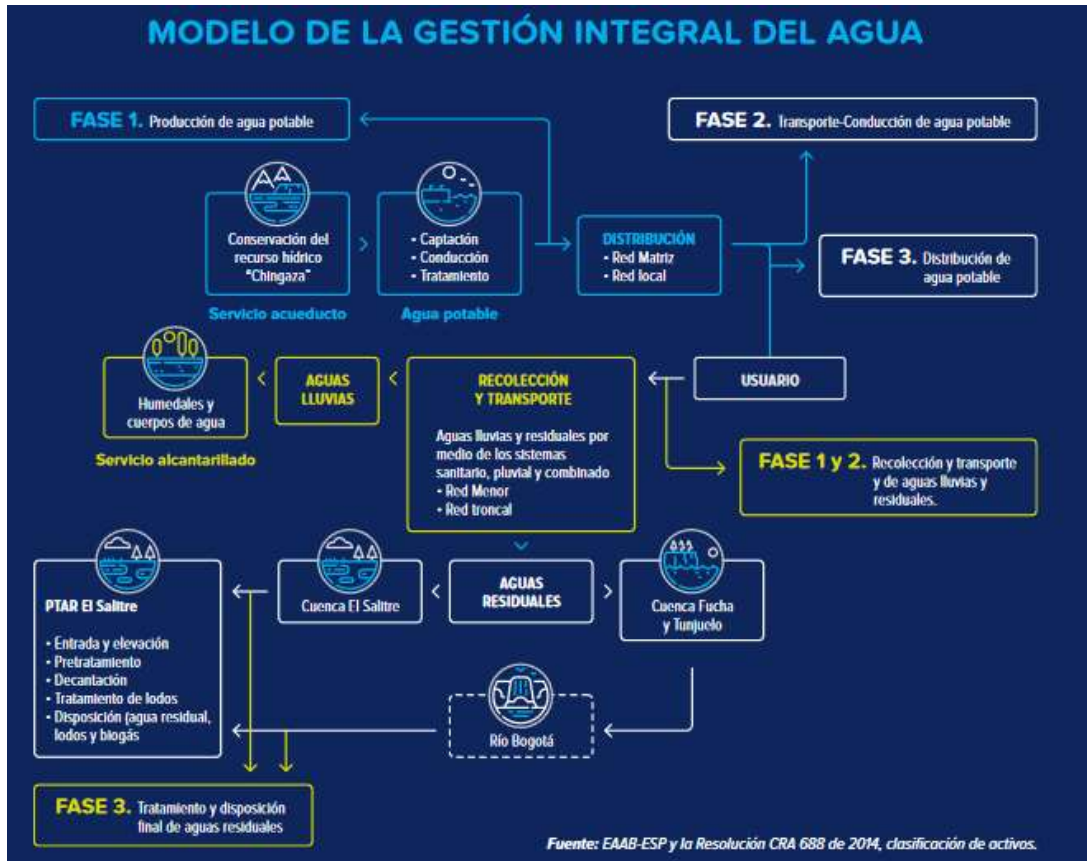 MODELO DE LA GESTIÓN INTEGRAL DEL AGUA
FASE 1. Producción de agua potable
FASE 2. Transporte-Conducción de agua potable
Conservación del
recurso hídrico
"Chingaza"
Servicio acueducto
• Captación
• Conducción
• Tratamiento
Agua potable
DISTRIBUCIÓN
• Red Matriz
• Red local
FASE 3. Distribución de
agua potable
USUARIO
RECOLECCIÓN
Y TRANSPORTE
Aguas lluvias y residuales por
medio de los sistemas
sanitario, pluvial y combinado
• Red Menor
• Red troncal
AGUAS
LLUVIAS
Humedales y
cuerpos de agua
Servicio alcantarillado
FASE 1 y 2. Recolección y transporte
y de aguas lluvias y
residuales.
AGUAS
RESIDUALES
Cuenca El Salitre
Cuenca Fucha
y Tunjuelo
PTAR El Salitre
• Entrada y elevación
• Pretratamiento
• Decantación
• Tratamiento de lodos
• Disposición (agua residual,
lodos y biogás
Río Bogotá
FASE 3. Tratamiento y disposición
final de aguas residuales
Fuente: EAAB-ESP y la Resolución CRA 688 de 2014, clasificación de activos.